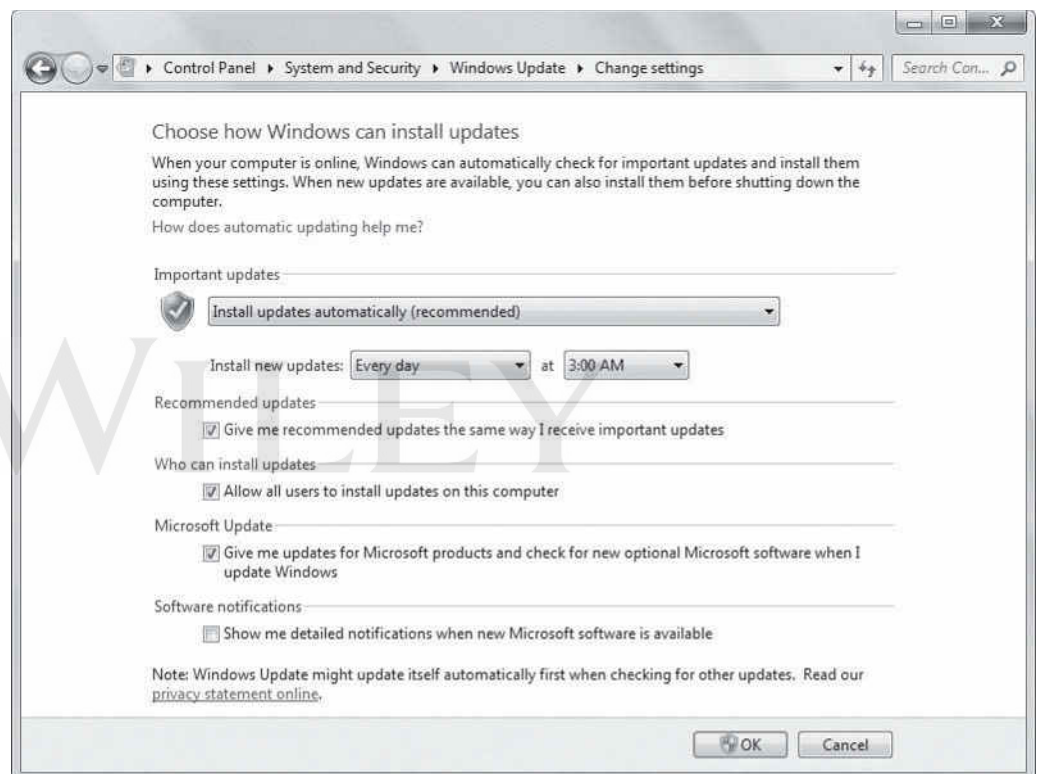 Control Panel ▸ System and Security ▸ Windows Update ▸ Change settings
Search Con...
Choose how Windows can install updates
When your computer is online, Windows can automatically check for important updates and install them
using these settings. When new updates are available, you can also install them before shutting down the
computer.
How does automatic updating help me?
Important updates
Install updates automatically (recommended)
Install new updates: Every day at 3:00 AM
Recommended updates
Give me recommended updates the same way I receive important updates
Who can install updates
Allow all users to install updates on this computer
Microsoft Update
Give me updates for Microsoft products and check for new optional Microsoft software when I
update Windows
Software notifications
Show me detailed notifications when new Microsoft software is available
Note: Windows Update might update itself automatically first when checking for other updates. Read our
privacy statement online.
OK Cancel
WILEY